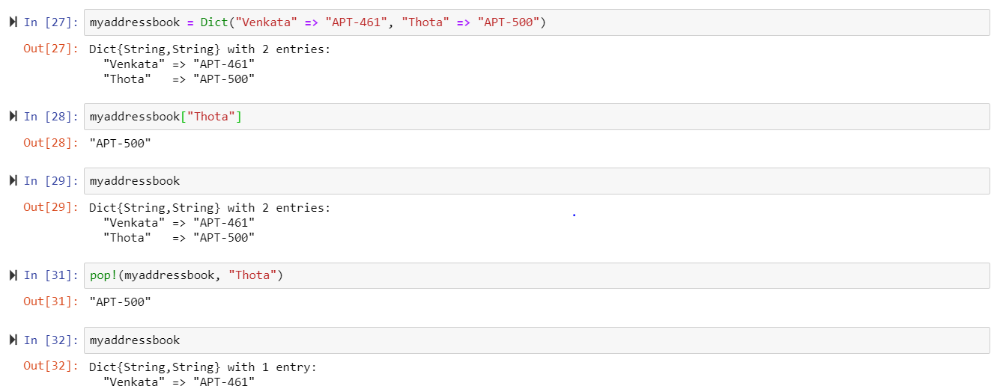 In [27]: myaddressbook = Dict("Venkata" => "APT-461", "Thota" => "APT-500")
Out[27]: Dict{String,String} with 2 entries:
"Venkata" => "APT-461"
"Thota"   => "APT-500"
In [28]: myaddressbook["Thota"]
Out[28]: "APT-500"
In [29]: myaddressbook
Out[29]: Dict{String,String} with 2 entries:
"Venkata" => "APT-461"
"Thota"   => "APT-500"
In [31]: pop!(myaddressbook, "Thota")
Out[31]: "APT-500"
In [32]: myaddressbook
Out[32]: Dict{String,String} with 1 entry:
"Venkata" => "APT-461"